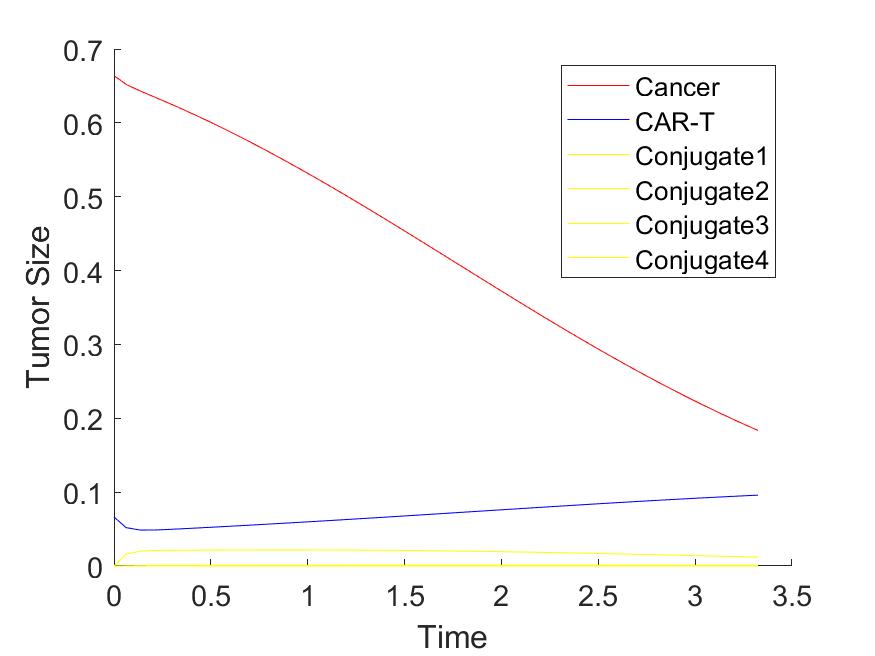 Tumor Size
0.7
0.6
0.5
0.4
0.3
0.2
0.1
0
Cancer
CAR-T
Conjugate1
Conjugate2
Conjugate3
Conjugate4
0 0.5 1 1.5 2 2.5 3 3.5
Time